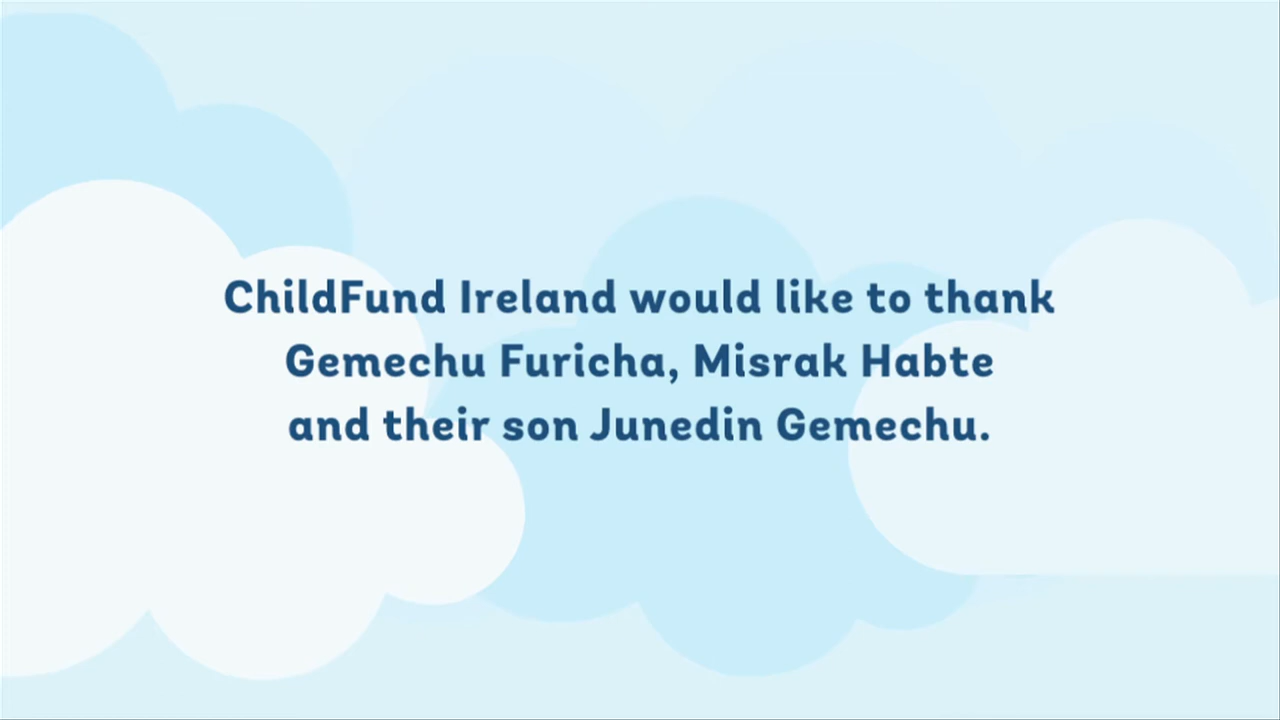 ChildFund Ireland would like to thank
Gemechu Furicha, Misrak Habte
and their son Junedin Gemechu.